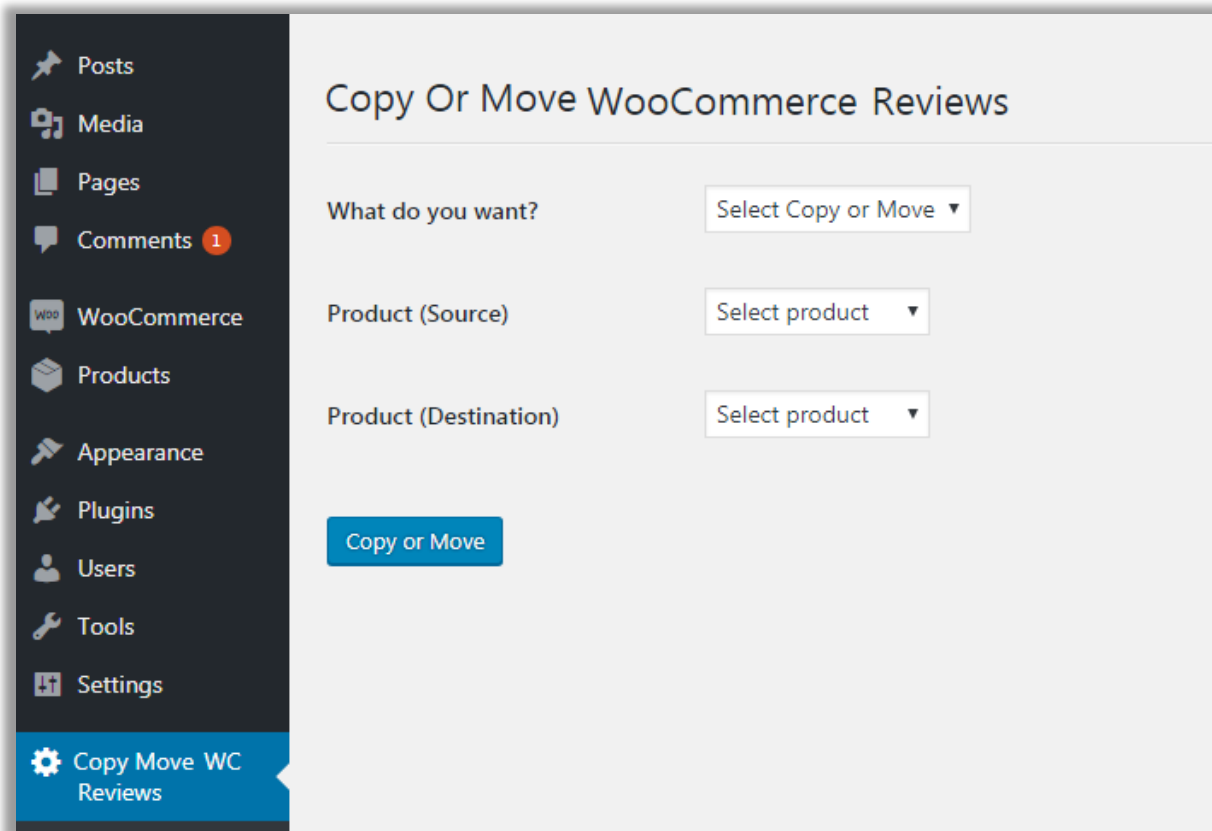 Posts
Media
Pages
Comments 1
WOO WooCommerce
Products
Appearance
Plugins
Users
Tools
Settings
Copy Move WC
Reviews
Copy Or Move WooCommerce Reviews
What do you want? Select Copy or Move
Product (Source) Select product
Product (Destination) Select product
Copy or Move